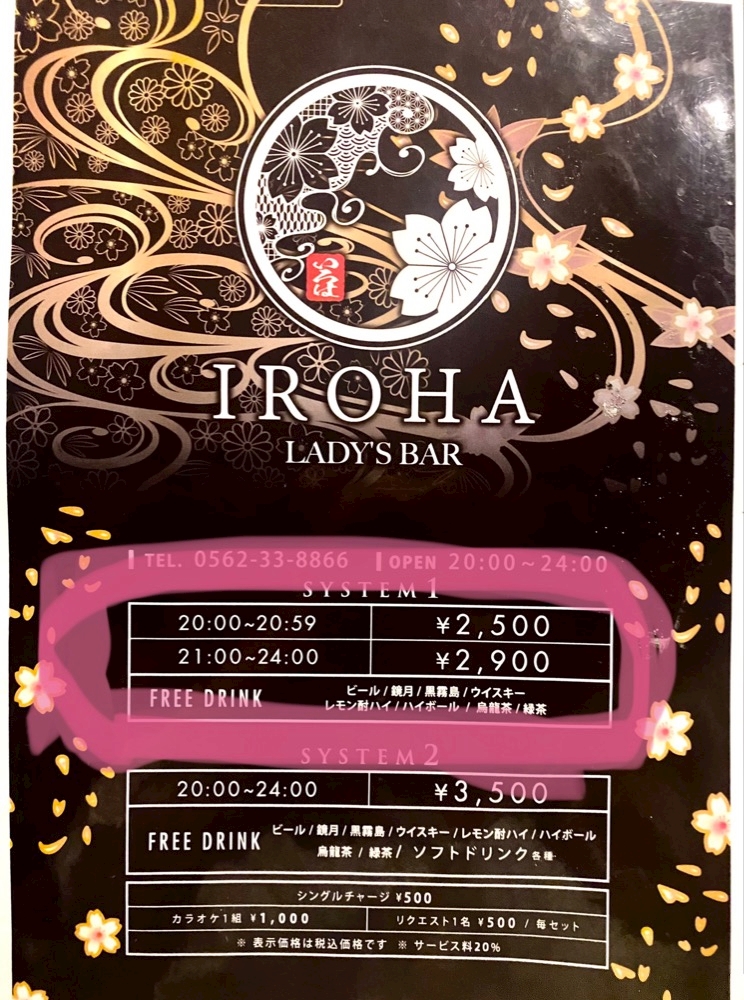 いろは
IROHA
LADY'S BAR
TEL. 0562-33-8866 OPEN 20:00~24:00
SYSTEM1
20:00~20:59 ¥2,500
21:00~24:00 ¥2,900
FREE DRINK ビール/鏡月/黒霧島/ウイスキー
レモン酎ハイ/ハイボール / 烏龍茶/緑茶
SYSTEM2
20:00~24:00 ¥3,500
FREE DRINK ビール/鏡月/黒霧島/ウイスキー/レモン酎ハイ/ハイボール
烏龍茶 / 緑茶/ ソフトドリンク各種
シングルチャージ ¥500
カラオケ1組 ¥1,000 リクエスト1名 ¥500 / 毎セット
※ 表示価格は税込価格です ※ サービス料20%